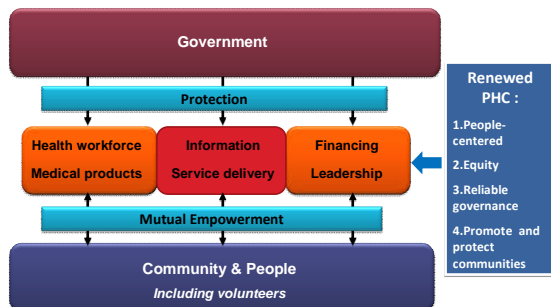 Government
Protection
Health workforce
Medical products
Information
Service delivery
Financing
Leadership
Mutual Empowerment
Community & People
Including volunteers
Renewed
PHC :
1.People-
centered
2.Equity
3.Reliable
governance
4.Promote and
protect
communities